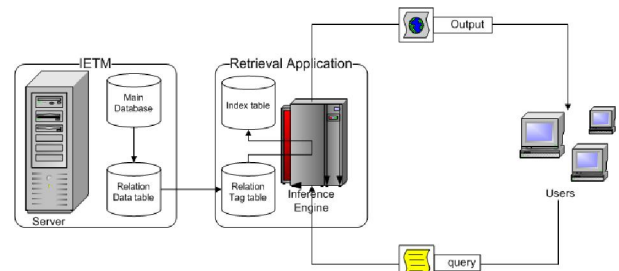 Output
IETM
Retrieval Application
Main
Database
Index table
Relation
Data table
Relation
Tag table
Inference
Engine
Server
Users
query